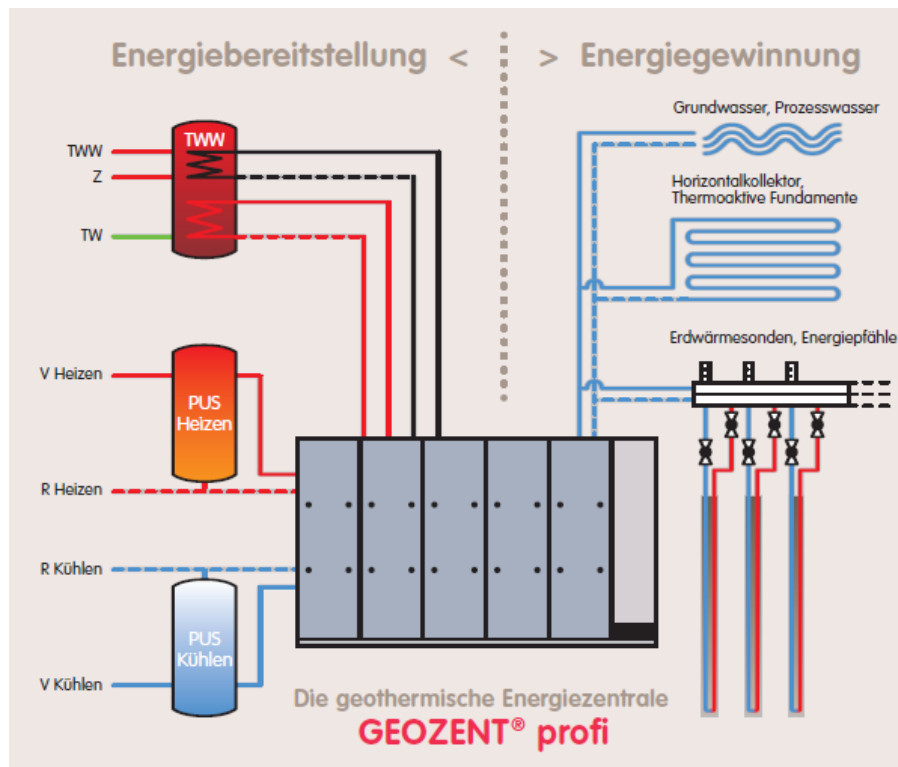 Energiebereitstellung < > Energiegewinnung
Grundwasser, Prozesswasser
Horizontalkollektor,
Thermoaktive Fundamente
Erdwärmesonden, Energiepfähle
TWW
TWW
Z
TW
V Heizen
PUS
Heizen
R Heizen
R Kühlen
PUS
Kühlen
V Kühlen
Die geothermische Energiezentrale
GEOZENT® profi